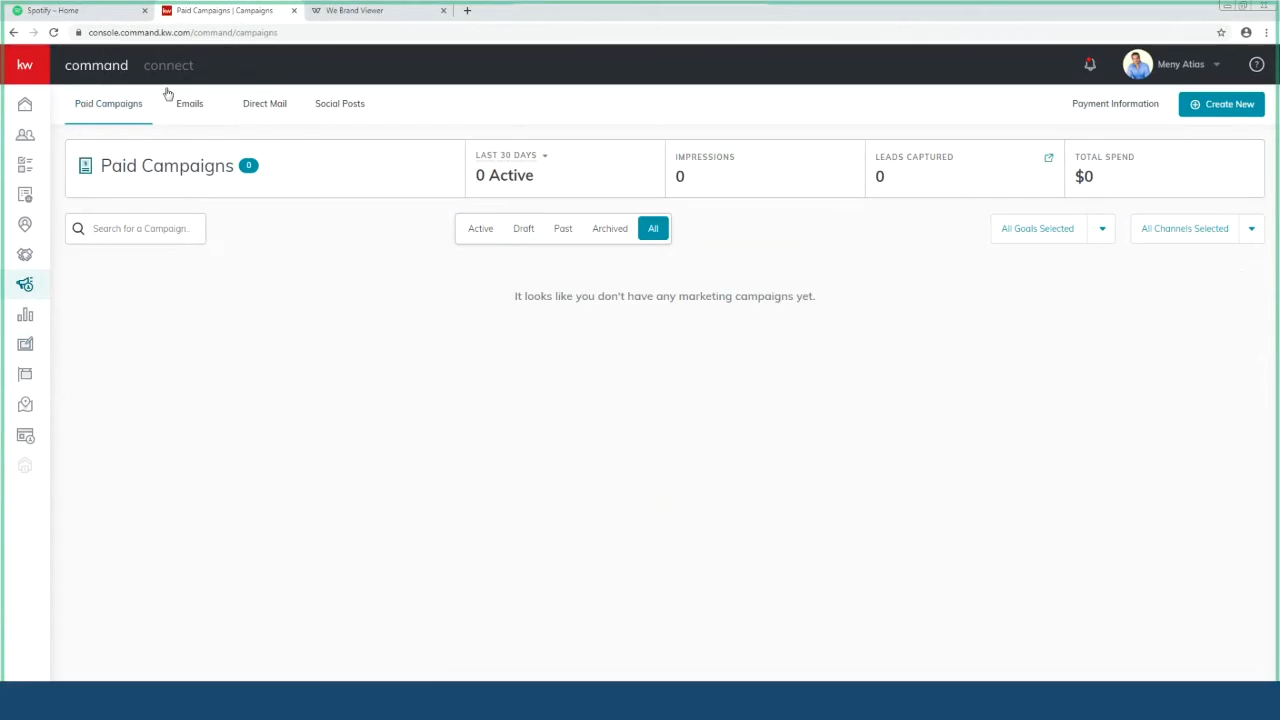 Spotify – Home
Paid Campaigns | Campaigns
We Brand Viewer
console.command.kw.com/command/campaigns
kw
command
connect
Meny Atias
Paid Campaigns
Emails
Direct Mail
Social Posts
Payment Information
Create New
Paid Campaigns 0
LAST 30 DAYS
0 Active
IMPRESSIONS
0
LEADS CAPTURED
0
TOTAL SPEND
$0
Search for a Campaign..
Active
Draft
Past
Archived
All
All Goals Selected
All Channels Selected
It looks like you don't have any marketing campaigns yet.